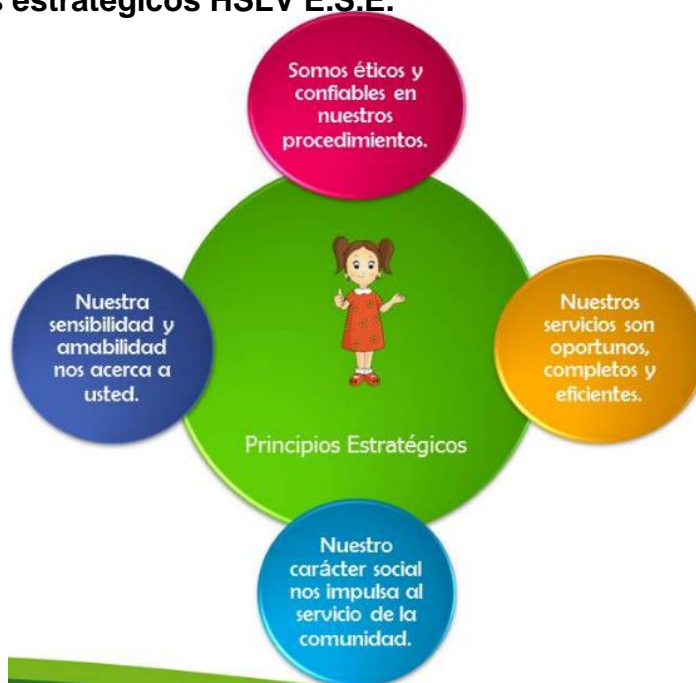 s estratégicos HSLV E.S.E.
Somos éticos y
confiables en
nuestros
procedimientos.
Nuestra
sensibilidad y
amabilidad
nos acerca a
usted.
Nuestros
servicios son
oportunos,
completos y
eficientes.
Principios Estratégicos
Nuestro
carácter social
nos impulsa al
servicio de la
comunidad.